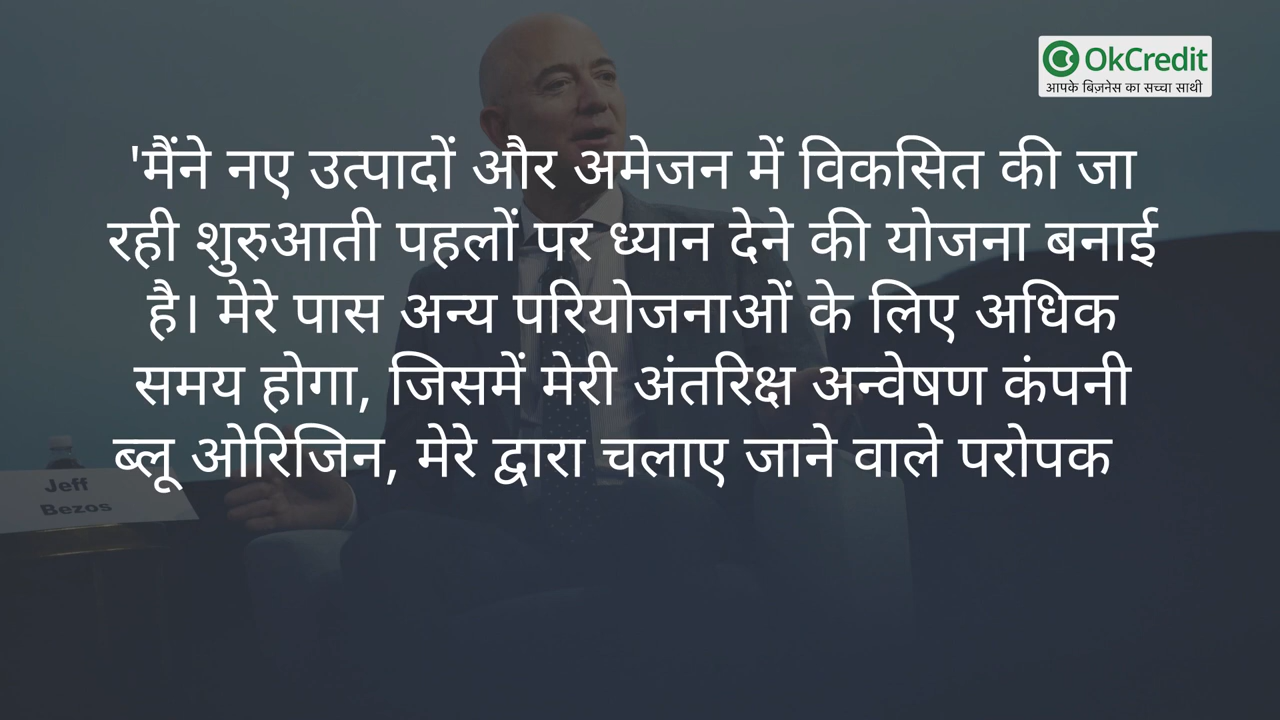 OkCredit
आपके बिज़नेस का सच्चा साथी
'मैंने नए उत्पादों और अमेजन में विकसित की जा
रही शुरुआती पहलों पर ध्यान देने की योजना बनाई
है। मेरे पास अन्य परियोजनाओं के लिए अधिक
समय होगा, जिसमें मेरी अंतरिक्ष अन्वेषण कंपनी
ब्लू ओरिजिन, मेरे द्वारा चलाए जाने वाले परोपक
Jeff
Bezos